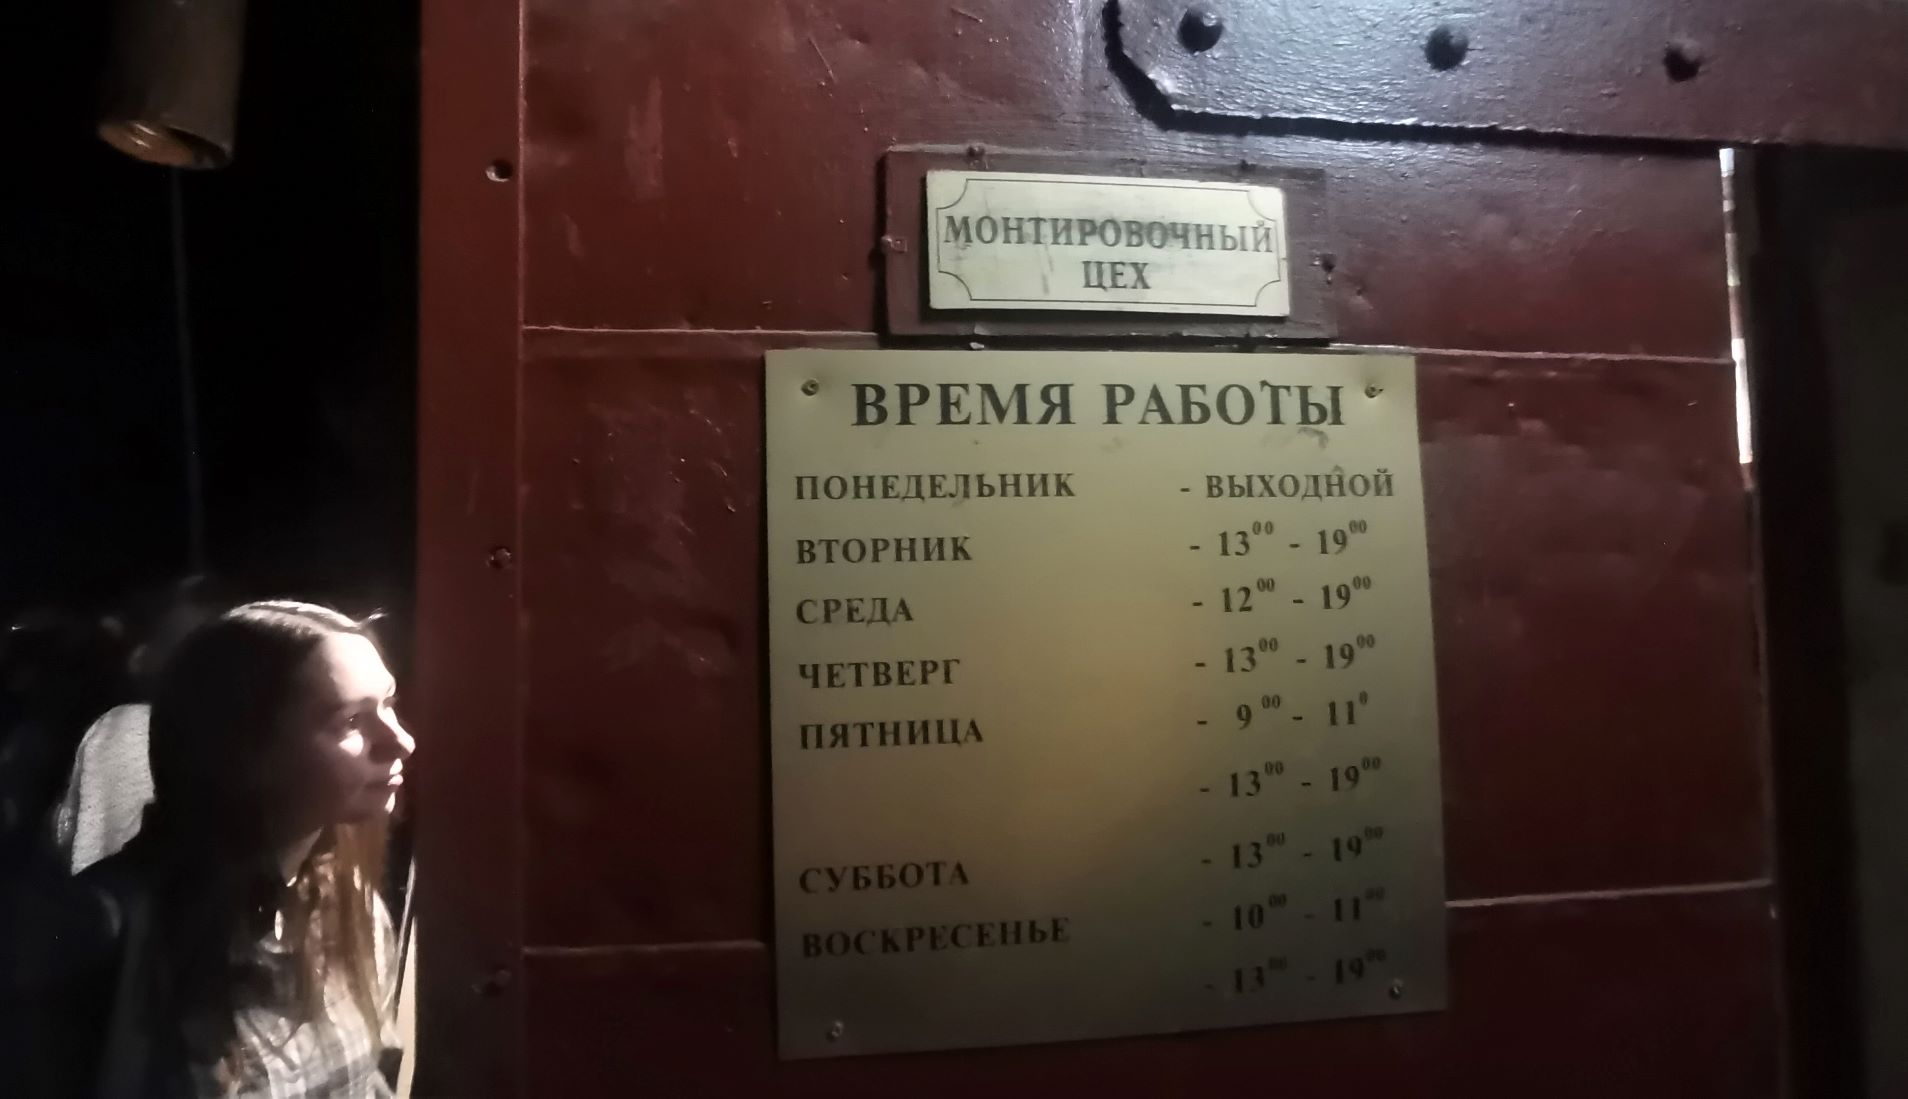 МОНТИРОВОЧНЫЙ
ЦЕХ
ВРЕМЯ РАБОТЫ
ПОНЕДЕЛЬНИК - ВЫХОДНОЙ
ВТОРНИК - 13⁰⁰ - 19⁰⁰
СРЕДА - 12⁰⁰ - 19⁰⁰
ЧЕТВЕРГ - 13⁰⁰ - 19⁰⁰
ПЯТНИЦА - 9⁰⁰ - 11⁰
- 13⁰⁰ - 19⁰⁰
СУББОТА - 13⁰⁰ - 19⁰⁰
ВОСКРЕСЕНЬЕ - 10⁰⁰ - 11⁰⁰
- 13⁰⁰ - 19⁰⁰